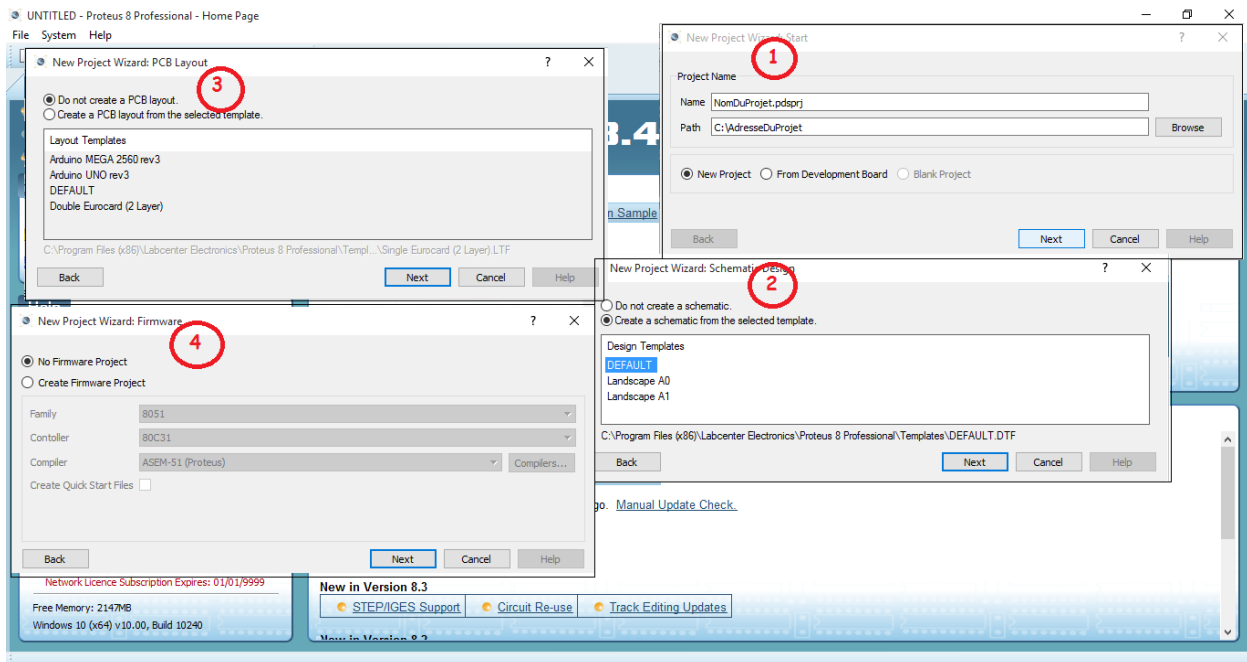 UNTITLED - Proteus 8 Professional - Home Page
File System Help
New Project Wizard: Start
?
1
Project Name
Name NomDuProjet.pdsprj
Path C:\AdresseDuProjet Browse
New Project From Development Board Blank Project
Back Next Cancel Help
New Project Wizard: Schematic Design
?
2
Do not create a schematic.
Create a schematic from the selected template.
Design Templates
DEFAULT
Landscape A0
Landscape A1
C:\Program Files (x86)\Labcenter Electronics\Proteus 8 Professional\Templates\DEFAULT.DTF
Back Next Cancel Help
New Project Wizard: PCB Layout
?
3
Do not create a PCB layout.
Create a PCB layout from the selected template.
Layout Templates
Arduino MEGA 2560 rev3
Arduino UNO rev3
DEFAULT
Double Eurocard (2 Layer)
C:\Program Files (x86)\Labcenter Electronics\Proteus 8 Professional\Templ...\Single Eurocard (2 Layer).LTF
Back Next Cancel Help
New Project Wizard: Firmware
?
4
No Firmware Project
Create Firmware Project
Family 8051
Contoller 80C31
Compiler ASEM-51 (Proteus) Compilers...
Create Quick Start Files
Back Next Cancel Help
.4
n Sample
go. Manual Update Check.
Network Licence Subscription Expires: 01/01/9999
Free Memory: 2147MB
Windows 10 (x64) v10.00, Build 10240
New in Version 8.3
STEP/IGES Support Circuit Re-use Track Editing Updates